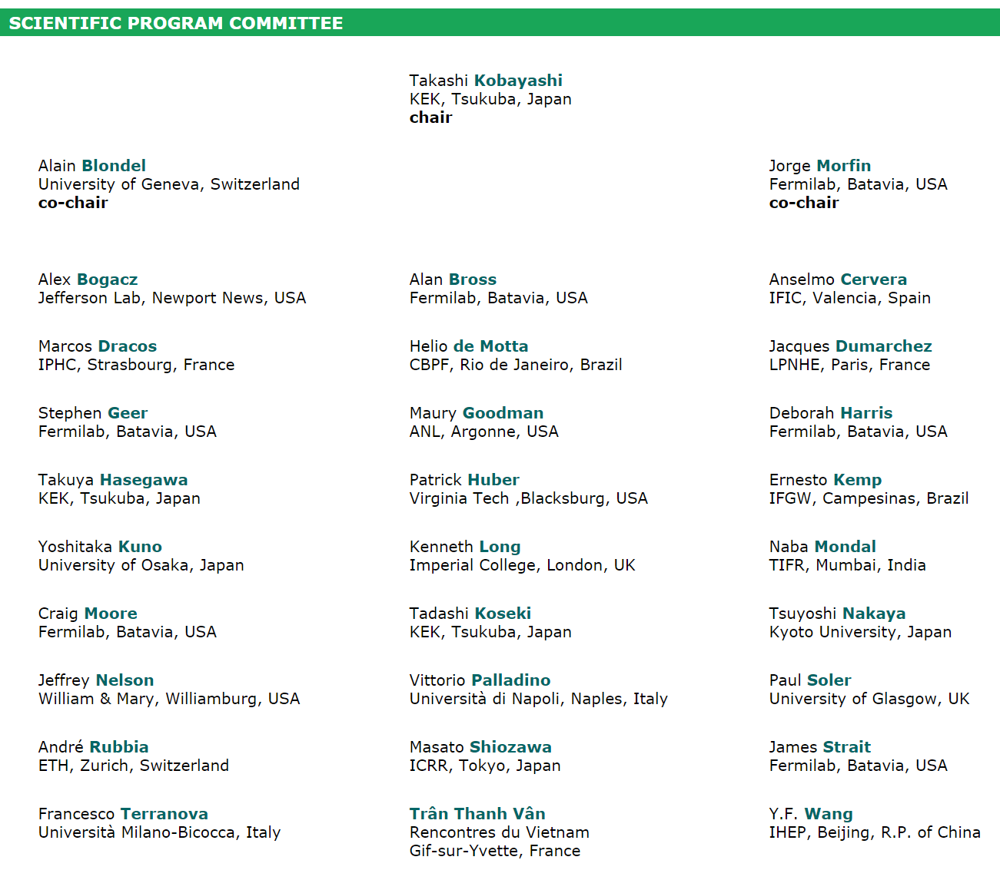 SCIENTIFIC PROGRAM COMMITTEE
Takashi Kobayashi
KEK, Tsukuba, Japan
chair
Alain Blondel
University of Geneva, Switzerland
co-chair
Jorge Morfin
Fermilab, Batavia, USA
co-chair
Alex Bogacz
Jefferson Lab, Newport News, USA
Alan Bross
Fermilab, Batavia, USA
Anselmo Cervera
IFIC, Valencia, Spain
Marcos Dracos
IPHC, Strasbourg, France
Helio de Motta
CBPF, Rio de Janeiro, Brazil
Jacques Dumarchez
LPNHE, Paris, France
Stephen Geer
Fermilab, Batavia, USA
Maury Goodman
ANL, Argonne, USA
Deborah Harris
Fermilab, Batavia, USA
Takuya Hasegawa
KEK, Tsukuba, Japan
Patrick Huber
Virginia Tech ,Blacksburg, USA
Ernesto Kemp
IFGW, Campesinas, Brazil
Yoshitaka Kuno
University of Osaka, Japan
Kenneth Long
Imperial College, London, UK
Naba Mondal
TIFR, Mumbai, India
Craig Moore
Fermilab, Batavia, USA
Tadashi Koseki
KEK, Tsukuba, Japan
Tsuyoshi Nakaya
Kyoto University, Japan
Jeffrey Nelson
William & Mary, Williamburg, USA
Vittorio Palladino
Università di Napoli, Naples, Italy
Paul Soler
University of Glasgow, UK
André Rubbia
ETH, Zurich, Switzerland
Masato Shiozawa
ICRR, Tokyo, Japan
James Strait
Fermilab, Batavia, USA
Francesco Terranova
Università Milano-Bicocca, Italy
Trân Thanh Vân
Rencontres du Vietnam
Gif-sur-Yvette, France
Y.F. Wang
IHEP, Beijing, R.P. of China